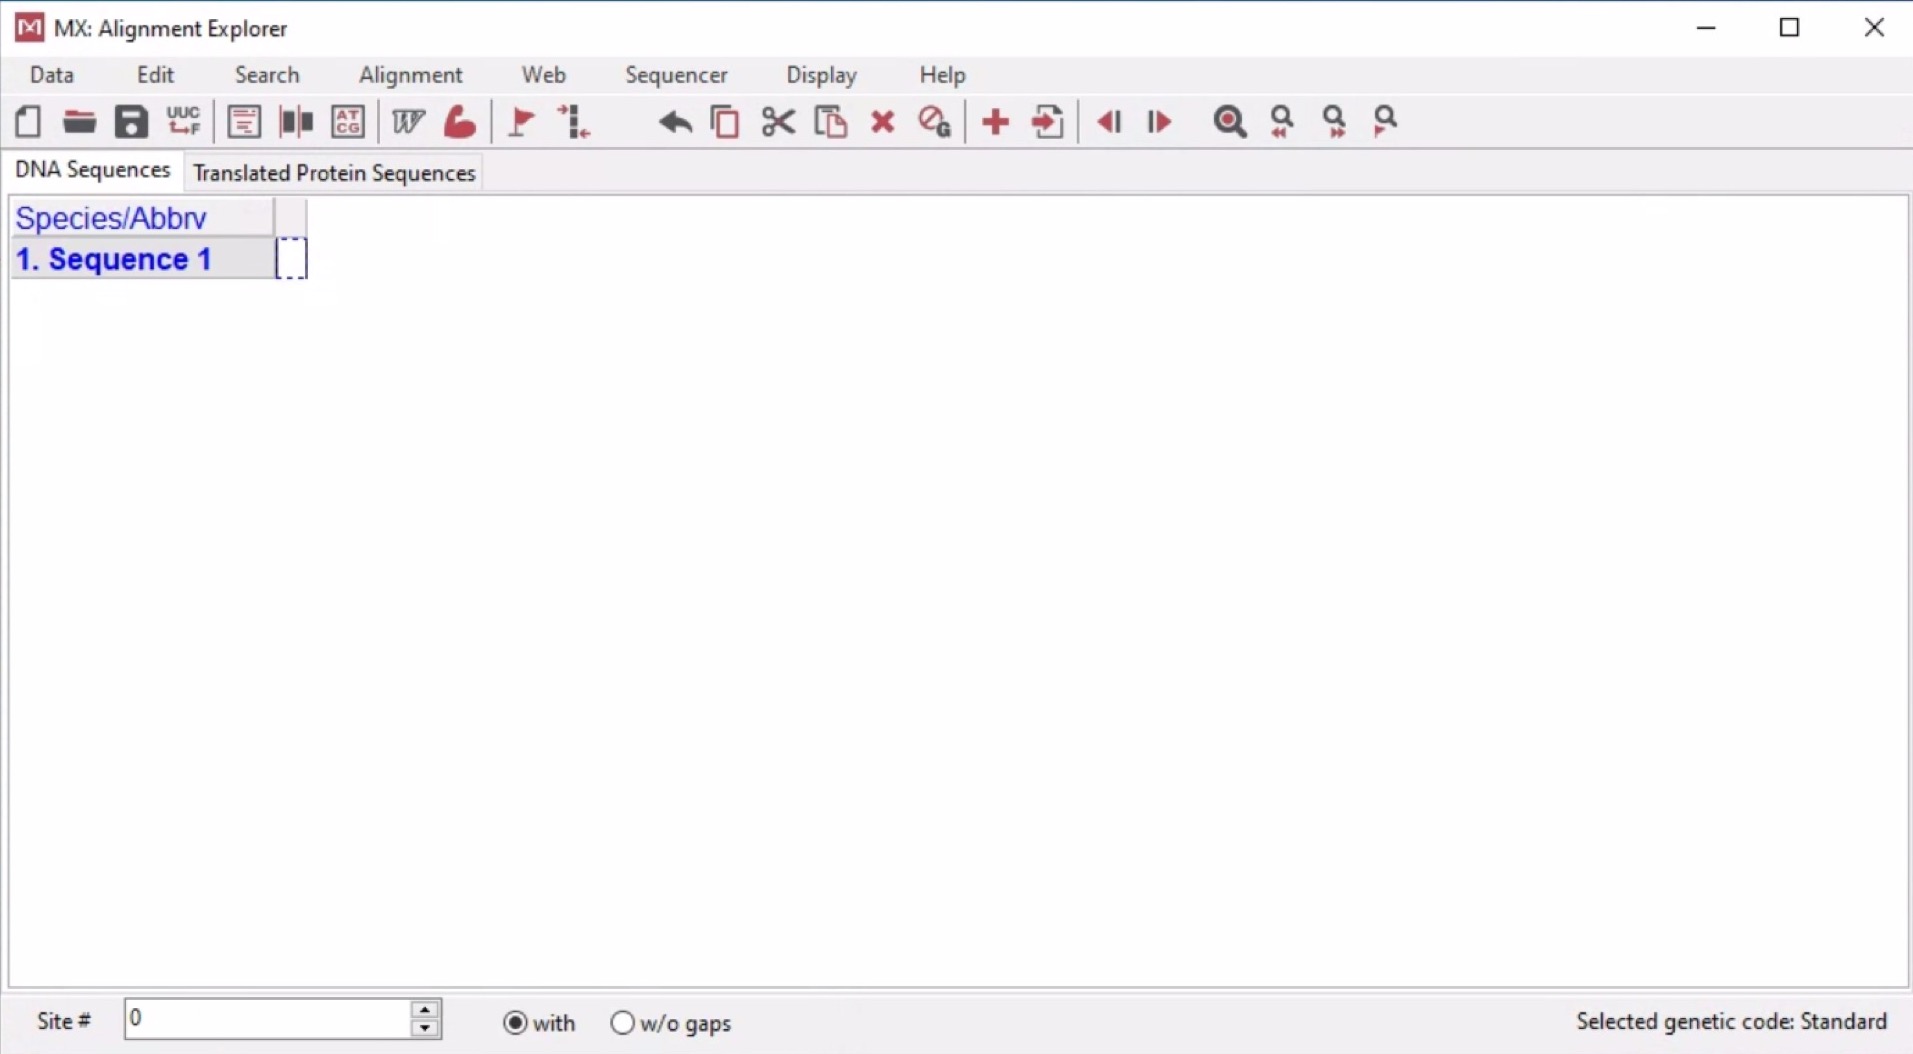 MX: Alignment Explorer
Data Edit Search Alignment Web Sequencer Display Help
UUC F AT CG W G
DNA Sequences Translated Protein Sequences
Species/Abbrv
1. Sequence 1
Site # 0 with w/o gaps Selected genetic code: Standard